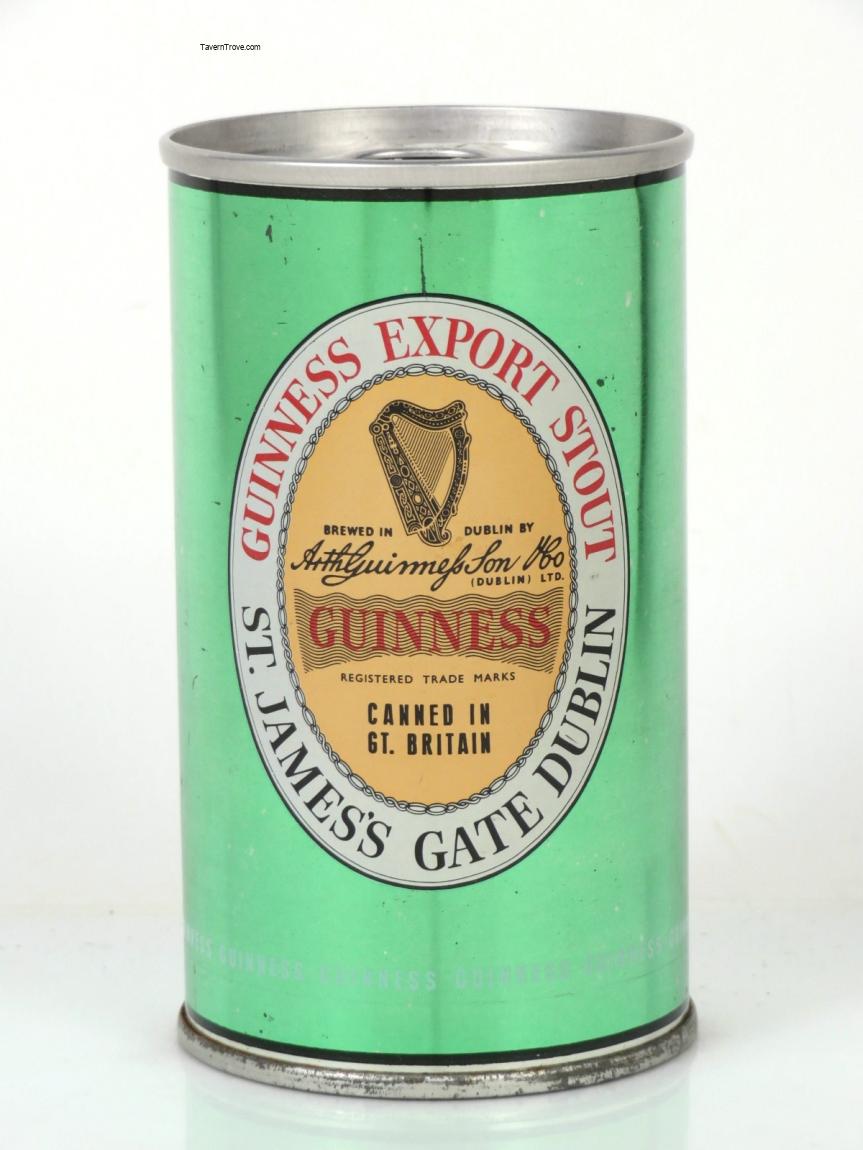 TavernTrove.com
GUINNESS EXPORT STOUT
BREWED IN DUBLIN BY
Arth Guinness Son & Co
(DUBLIN) LTD.
GUINNESS
REGISTERED TRADE MARKS
CANNED IN
GT. BRITAIN
ST. JAMES'S GATE DUBLIN
GUINNESS GUINNESS GUINNESS GUINNESS